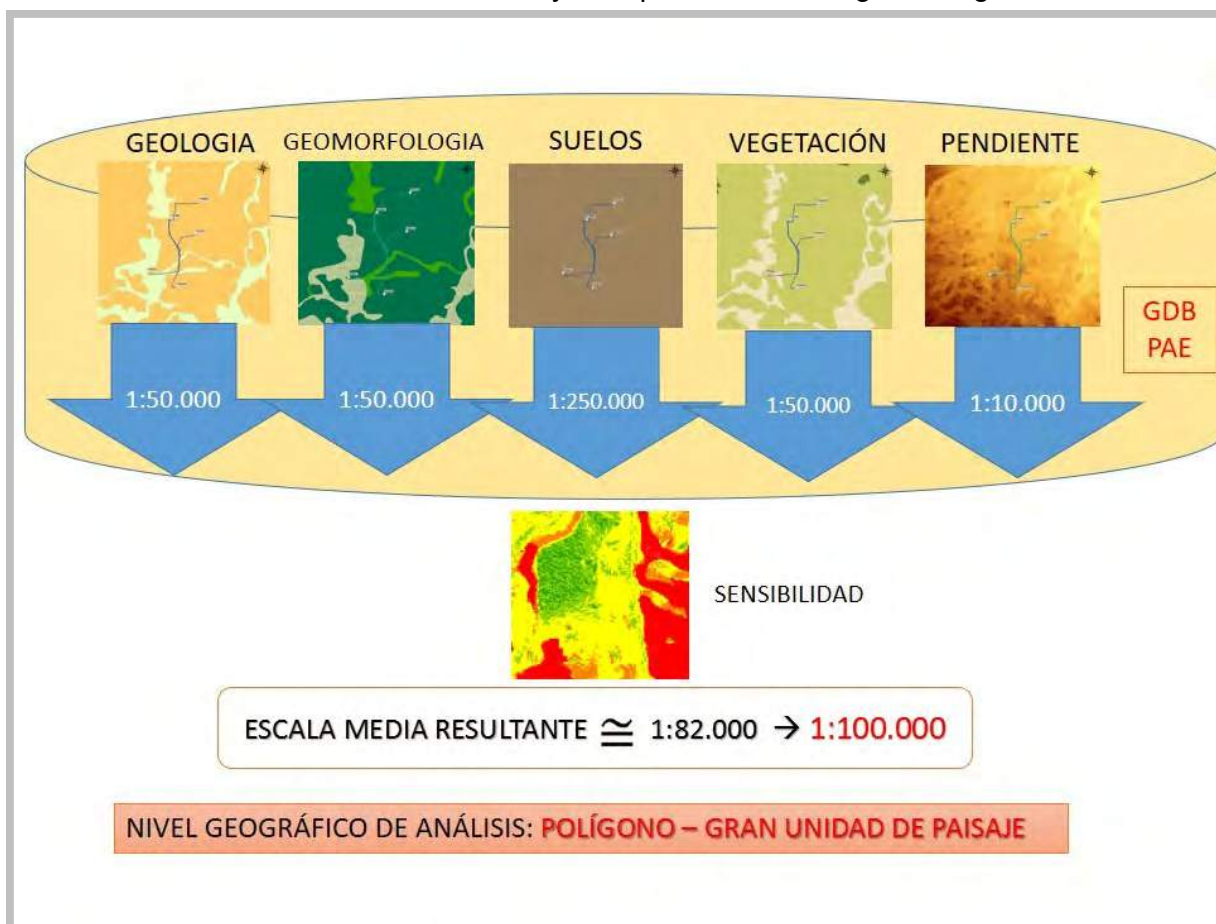 GEOLOGIA
GEOMORFOLOGIA
SUELOS
VEGETACIÓN
PENDIENTE
GDB
PAE
1:50.000
1:50.000
1:250.000
1:50.000
1:10.000
SENSIBILIDAD
ESCALA MEDIA RESULTANTE ≅ 1:82.000 → 1:100.000
NIVEL GEOGRÁFICO DE ANÁLISIS: POLÍGONO – GRAN UNIDAD DE PAISAJE